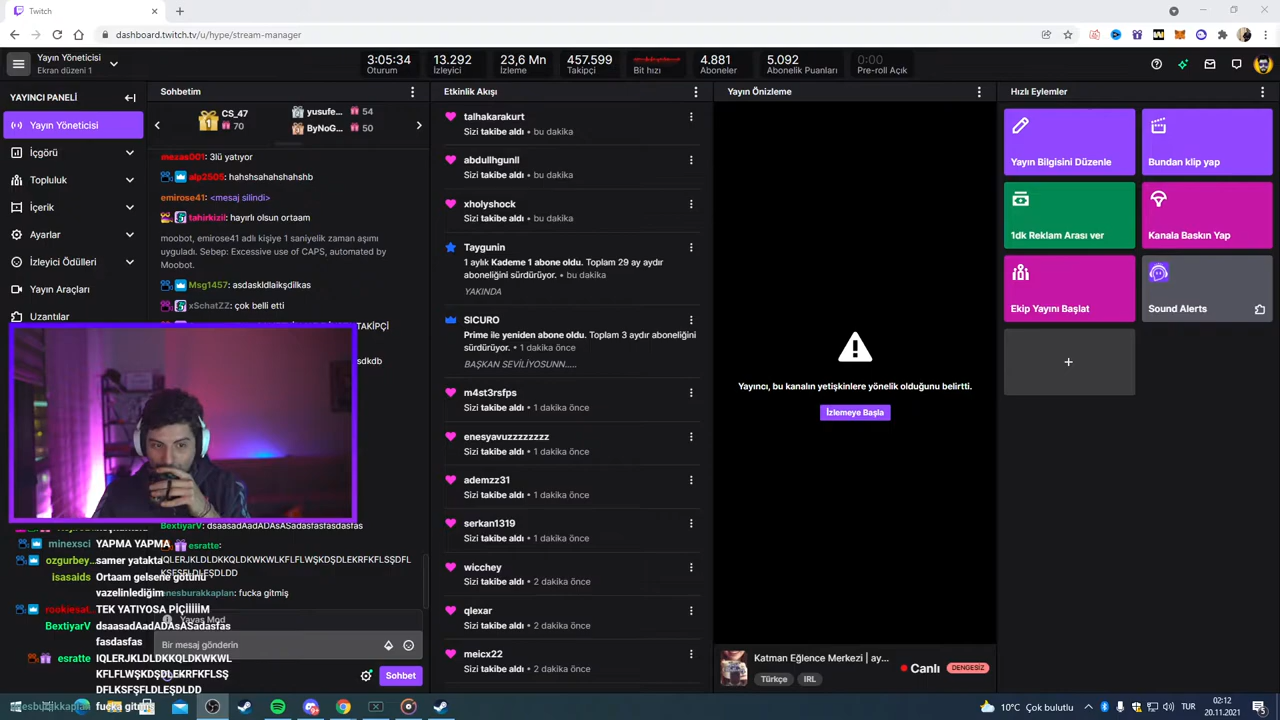 Twitch
dashboard.twitch.tv/u/hype/stream-manager
Yayın Yöneticisi
Ekran düzeni 1
3:05:34
Oturum
13.292
İzleyici
23,6 Mn
İzleme
457.599
Takipçi
Bit hızı
4.881
Aboneler
5.092
Abonelik Puanları
0:00
Pre-roll Açık
YAYINCI PANELİ
Yayın Yöneticisi
İçgörü
Topluluk
İçerik
Ayarlar
İzleyici Ödülleri
Yayın Araçları
Uzantılar
Sohbetim
1
CS_47
70
yusufe...
54
ByNoG...
50
mezas001: 3lü yatıyor
alp2505: hahshsahahshahshb
emirose41: <mesaj silindi>
tahirkizil: hayırlı olsun ortaam
moobot, emirose41 adlı kişiye 1 saniyelik zaman aşımı
uyguladı. Sebep: Excessive use of CAPS, automated by
Moobot.
Msg1457: asdaskldlaikjsdilkas
xSchatZZ: çok belli etti
TAKİPÇİ
sdkdb
BextiyarV: dsaasadAadADAsASadasfasfasdasfas
esratte:
IQLERJKLDLDKKQLDKWKWLKFLFLWŞKDŞDLEKRFKFLŞŞDFL
KSFSFLDLEŞDLDD
enesburakkaplan: fucka gitmiş
Yavaş Mod
Bir mesaj gönderin
Sohbet
minexsci YAPMA YAPMA
ozgurbey... samer yatakta
isasaids Ortaam gelsene götünü
vazelinlediğim
rookiesat... TEK YATIYOSA PİÇİİİİİM
BextiyarV dsaasadAadADAsASadasfas
fasdasfas
esratte IQLERJKLDLDKKQLDKWKWL
KFLFLWŞKDŞDLEKRFKFLŞŞ
DFLKSFŞFLDLEŞDLDD
enesburakkaplan fucka gitmiş
Etkinlik Akışı
talhakarakurt
Sizi takibe aldı • bu dakika
abdullhgunll
Sizi takibe aldı • bu dakika
xholyshock
Sizi takibe aldı • bu dakika
Taygunin
1 aylık Kademe 1 abone oldu. Toplam 29 ay aydır
aboneliğini sürdürüyor. • bu dakika
YAKINDA
SICURO
Prime ile yeniden abone oldu. Toplam 3 aydır aboneliğini
sürdürüyor. • 1 dakika önce
BAŞKAN SEVİLİYOSUNN.....
m4st3rsfps
Sizi takibe aldı • 1 dakika önce
enesyavuzzzzzzzz
Sizi takibe aldı • 1 dakika önce
ademzz31
Sizi takibe aldı • 1 dakika önce
serkan1319
Sizi takibe aldı • 1 dakika önce
wicchey
Sizi takibe aldı • 2 dakika önce
qlexar
Sizi takibe aldı • 2 dakika önce
meicx22
Sizi takibe aldı • 2 dakika önce
Yayın Önizleme
Yayıncı, bu kanalın yetişkinlere yönelik olduğunu belirtti.
İzlemeye Başla
Katman Eğlence Merkezi | ay...
Türkçe
IRL
Canlı
DENGESİZ
Hızlı Eylemler
Yayın Bilgisini Düzenle
Bundan klip yap
1dk Reklam Arası ver
Kanala Baskın Yap
Ekip Yayını Başlat
Sound Alerts
10°C Çok bulutlu
TUR
02:12
20.11.2021
5